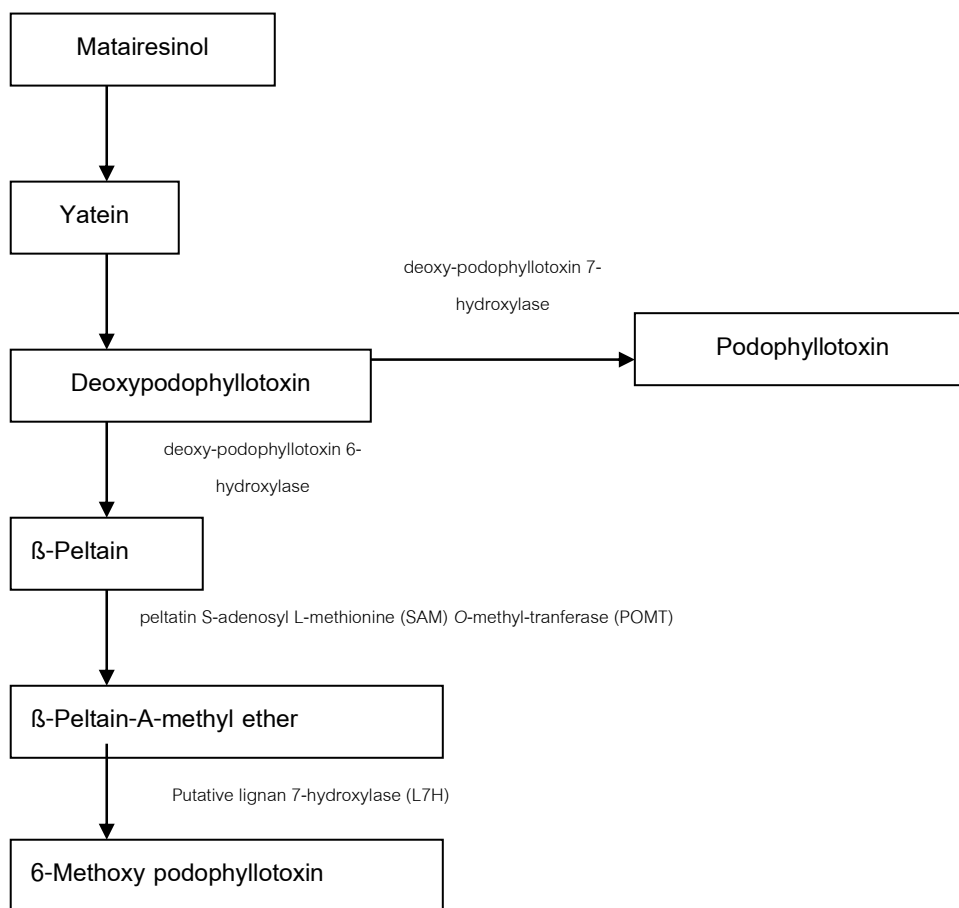 Matairesinol
Yatein
deoxy-podophyllotoxin 7-
hydroxylase
Podophyllotoxin
Deoxypodophyllotoxin
deoxy-podophyllotoxin 6-
hydroxylase
ß-Peltain
peltatin S-adenosyl L-methionine (SAM) O-methyl-tranferase (POMT)
ß-Peltain-A-methyl ether
Putative lignan 7-hydroxylase (L7H)
6-Methoxy podophyllotoxin